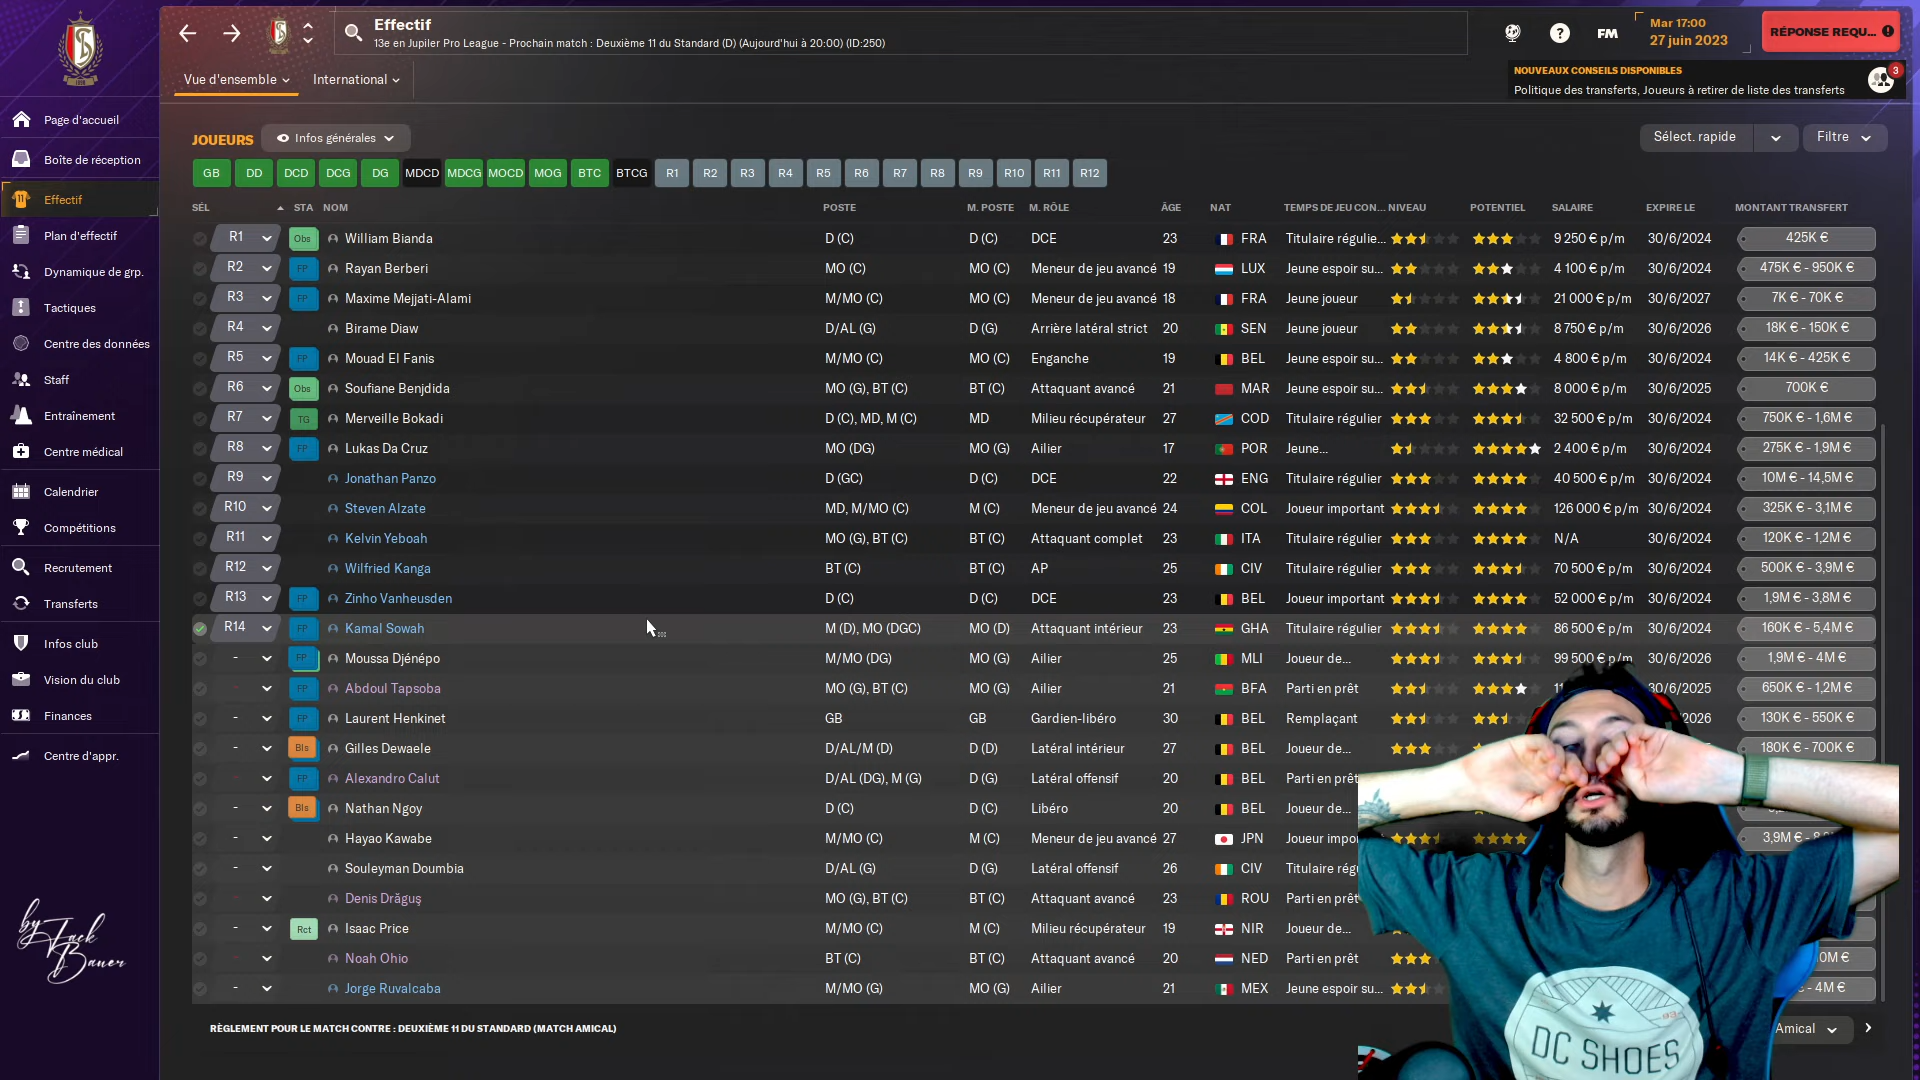 Effectif
13e en Jupiler Pro League - Prochain match : Deuxième 11 du Standard (D) (Aujourd'hui à 20:00) (ID:250)
FM
Mar 17:00
27 juin 2023
RÉPONSE REQU...
Vue d'ensemble
International
NOUVEAUX CONSEILS DISPONIBLES
Politique des transferts, Joueurs à retirer de liste des transferts
3
Page d'accueil
Boîte de réception
Effectif
Plan d'effectif
Dynamique de grp.
Tactiques
Centre des données
Staff
Entraînement
Centre médical
Calendrier
Compétitions
Recrutement
Transferts
Infos club
Vision du club
Finances
Centre d'appr.
by Jack Bauer
JOUEURS
Infos générales
Sélect. rapide
Filtre
GB DD DCD DCG DG MDCD MDCG MOCD MOG BTC BTCG R1 R2 R3 R4 R5 R6 R7 R8 R9 R10 R11 R12
SÉL STA NOM POSTE M. POSTE M. RÔLE ÂGE NAT TEMPS DE JEU CON... NIVEAU POTENTIEL SALAIRE EXPIRE LE MONTANT TRANSFERT
R1 Obs William Bianda D (C) D (C) DCE 23 FRA Titulaire régulie... 9 250 € p/m 30/6/2024 425K €
R2 FP Rayan Berberi MO (C) MO (C) Meneur de jeu avancé 19 LUX Jeune espoir su... 4 100 € p/m 30/6/2024 475K € - 950K €
R3 FP Maxime Mejjati-Alami M/MO (C) MO (C) Meneur de jeu avancé 18 FRA Jeune joueur 21 000 € p/m 30/6/2027 7K € - 70K €
R4 Birame Diaw D/AL (G) D (G) Arrière latéral strict 20 SEN Jeune joueur 8 750 € p/m 30/6/2026 18K € - 150K €
R5 FP Mouad El Fanis M/MO (C) MO (C) Enganche 19 BEL Jeune espoir su... 4 800 € p/m 30/6/2024 14K € - 425K €
R6 Obs Soufiane Benjdida MO (G), BT (C) BT (C) Attaquant avancé 21 MAR Jeune espoir su... 8 000 € p/m 30/6/2025 700K €
R7 TG Merveille Bokadi D (C), MD, M (C) MD Milieu récupérateur 27 COD Titulaire régulier 32 500 € p/m 30/6/2024 750K € - 1,6M €
R8 FP Lukas Da Cruz MO (DG) MO (G) Ailier 17 POR Jeune... 2 400 € p/m 30/6/2024 275K € - 1,9M €
R9 Jonathan Panzo D (GC) D (C) DCE 22 ENG Titulaire régulier 40 500 € p/m 30/6/2024 10M € - 14,5M €
R10 Steven Alzate MD, M/MO (C) M (C) Meneur de jeu avancé 24 COL Joueur important 126 000 € p/m 30/6/2024 325K € - 3,1M €
R11 Kelvin Yeboah MO (G), BT (C) BT (C) Attaquant complet 23 ITA Titulaire régulier N/A 30/6/2024 120K € - 1,2M €
R12 Wilfried Kanga BT (C) BT (C) AP 25 CIV Titulaire régulier 70 500 € p/m 30/6/2024 500K € - 3,9M €
R13 FP Zinho Vanheusden D (C) D (C) DCE 23 BEL Joueur important 52 000 € p/m 30/6/2024 1,9M € - 3,8M €
R14 FP Kamal Sowah M (D), MO (DGC) MO (D) Attaquant intérieur 23 GHA Titulaire régulier 86 500 € p/m 30/6/2024 160K € - 5,4M €
- FP Moussa Djénépo M/MO (DG) MO (G) Ailier 25 MLI Joueur de... 99 500 € p/m 30/6/2026 1,9M € - 4M €
FP Abdoul Tapsoba MO (G), BT (C) MO (G) Ailier 21 BFA Parti en prêt 30/6/2025 650K € - 1,2M €
- FP Laurent Henkinet GB GB Gardien-libéro 30 BEL Remplaçant 130K € - 550K €
- Bls Gilles Dewaele D/AL/M (D) D (D) Latéral intérieur 27 BEL Joueur de... 180K € - 700K €
FP Alexandro Calut D/AL (DG), M (G) D (G) Latéral offensif 20 BEL Parti en prêt
- Bls Nathan Ngoy D (C) D (C) Libéro 20 BEL Joueur de...
- Hayao Kawabe M/MO (C) M (C) Meneur de jeu avancé 27 JPN Joueur impo 3,9M €
- Souleyman Doumbia D/AL (G) D (G) Latéral offensif 26 CIV Titulaire rég
Denis Drăguş MO (G), BT (C) BT (C) Attaquant avancé 23 ROU Parti en prêt
- Rct Isaac Price M/MO (C) M (C) Milieu récupérateur 19 NIR Joueur de...
Noah Ohio BT (C) BT (C) Attaquant avancé 20 NED Parti en prêt
- Jorge Ruvalcaba M/MO (G) MO (G) Ailier 21 MEX Jeune espoir su... € - 4M €
RÈGLEMENT POUR LE MATCH CONTRE : DEUXIÈME 11 DU STANDARD (MATCH AMICAL)
Amical
DC SHOES